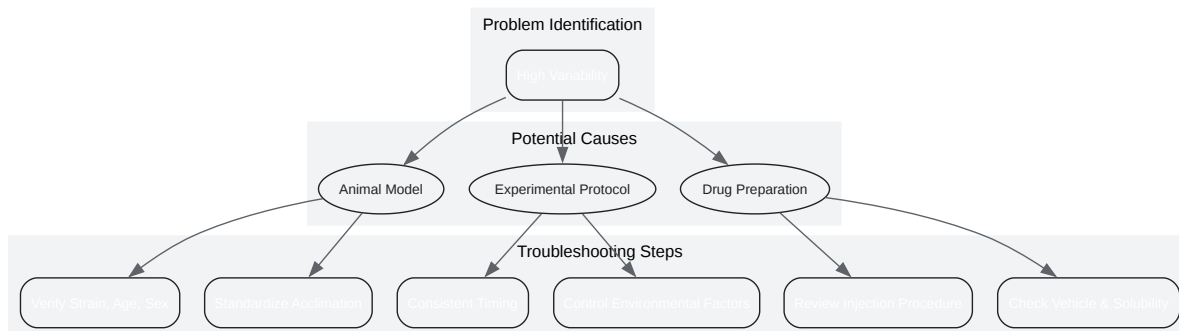 Problem Identification
High Variability
Potential Causes
Animal Model
Experimental Protocol
Drug Preparation
Troubleshooting Steps
Verify Strain, Age, Sex
Standardize Acclimation
Consistent Timing
Control Environmental Factors
Review Injection Procedure
Check Vehicle & Solubility